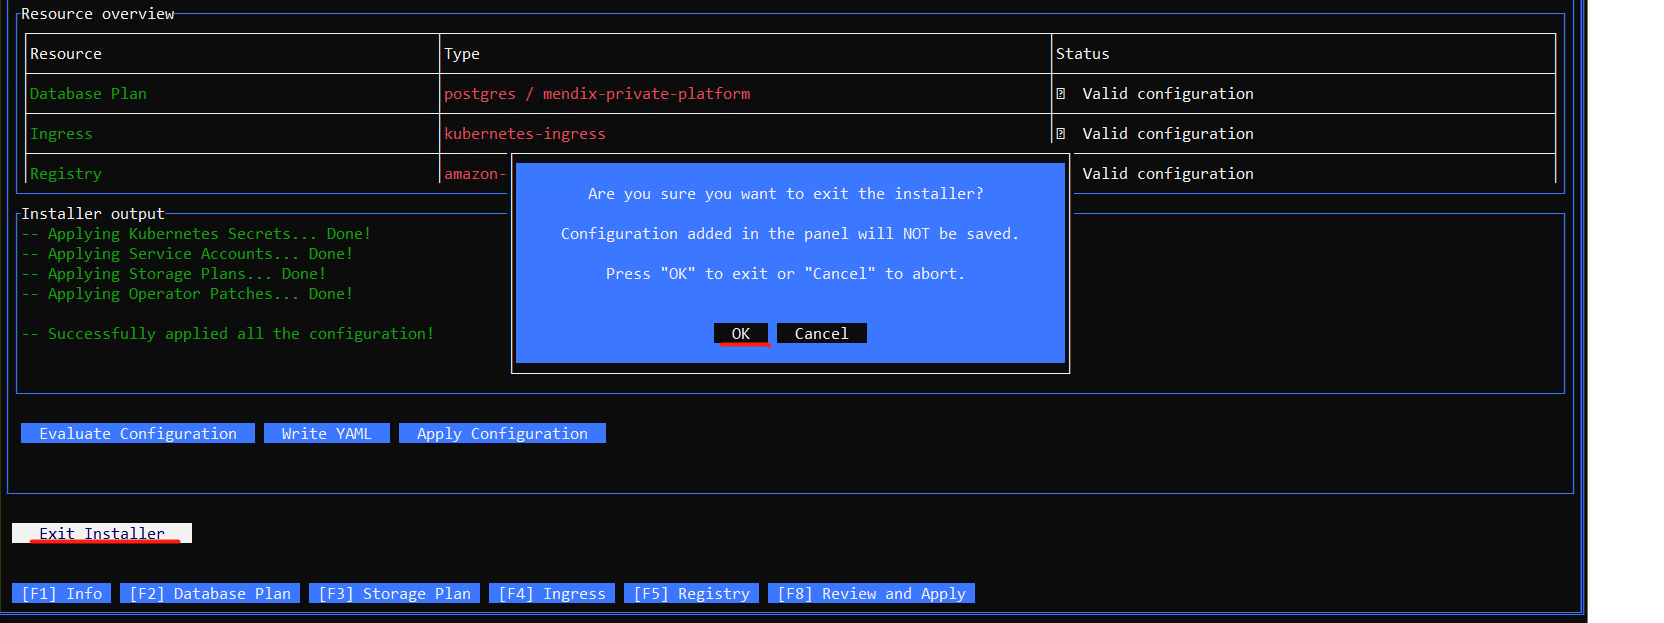 Resource overview
Resource Type Status
Database Plan postgres / mendix-private-platform Valid configuration
Ingress kubernetes-ingress Valid configuration
Registry amazon- Valid configuration
Are you sure you want to exit the installer?
Configuration added in the panel will NOT be saved.
Press "OK" to exit or "Cancel" to abort.
OK Cancel
Installer output
-- Applying Kubernetes Secrets... Done!
-- Applying Service Accounts... Done!
-- Applying Storage Plans... Done!
-- Applying Operator Patches... Done!
-- Successfully applied all the configuration!
Evaluate Configuration Write YAML Apply Configuration
Exit Installer
[F1] Info [F2] Database Plan [F3] Storage Plan [F4] Ingress [F5] Registry [F8] Review and Apply